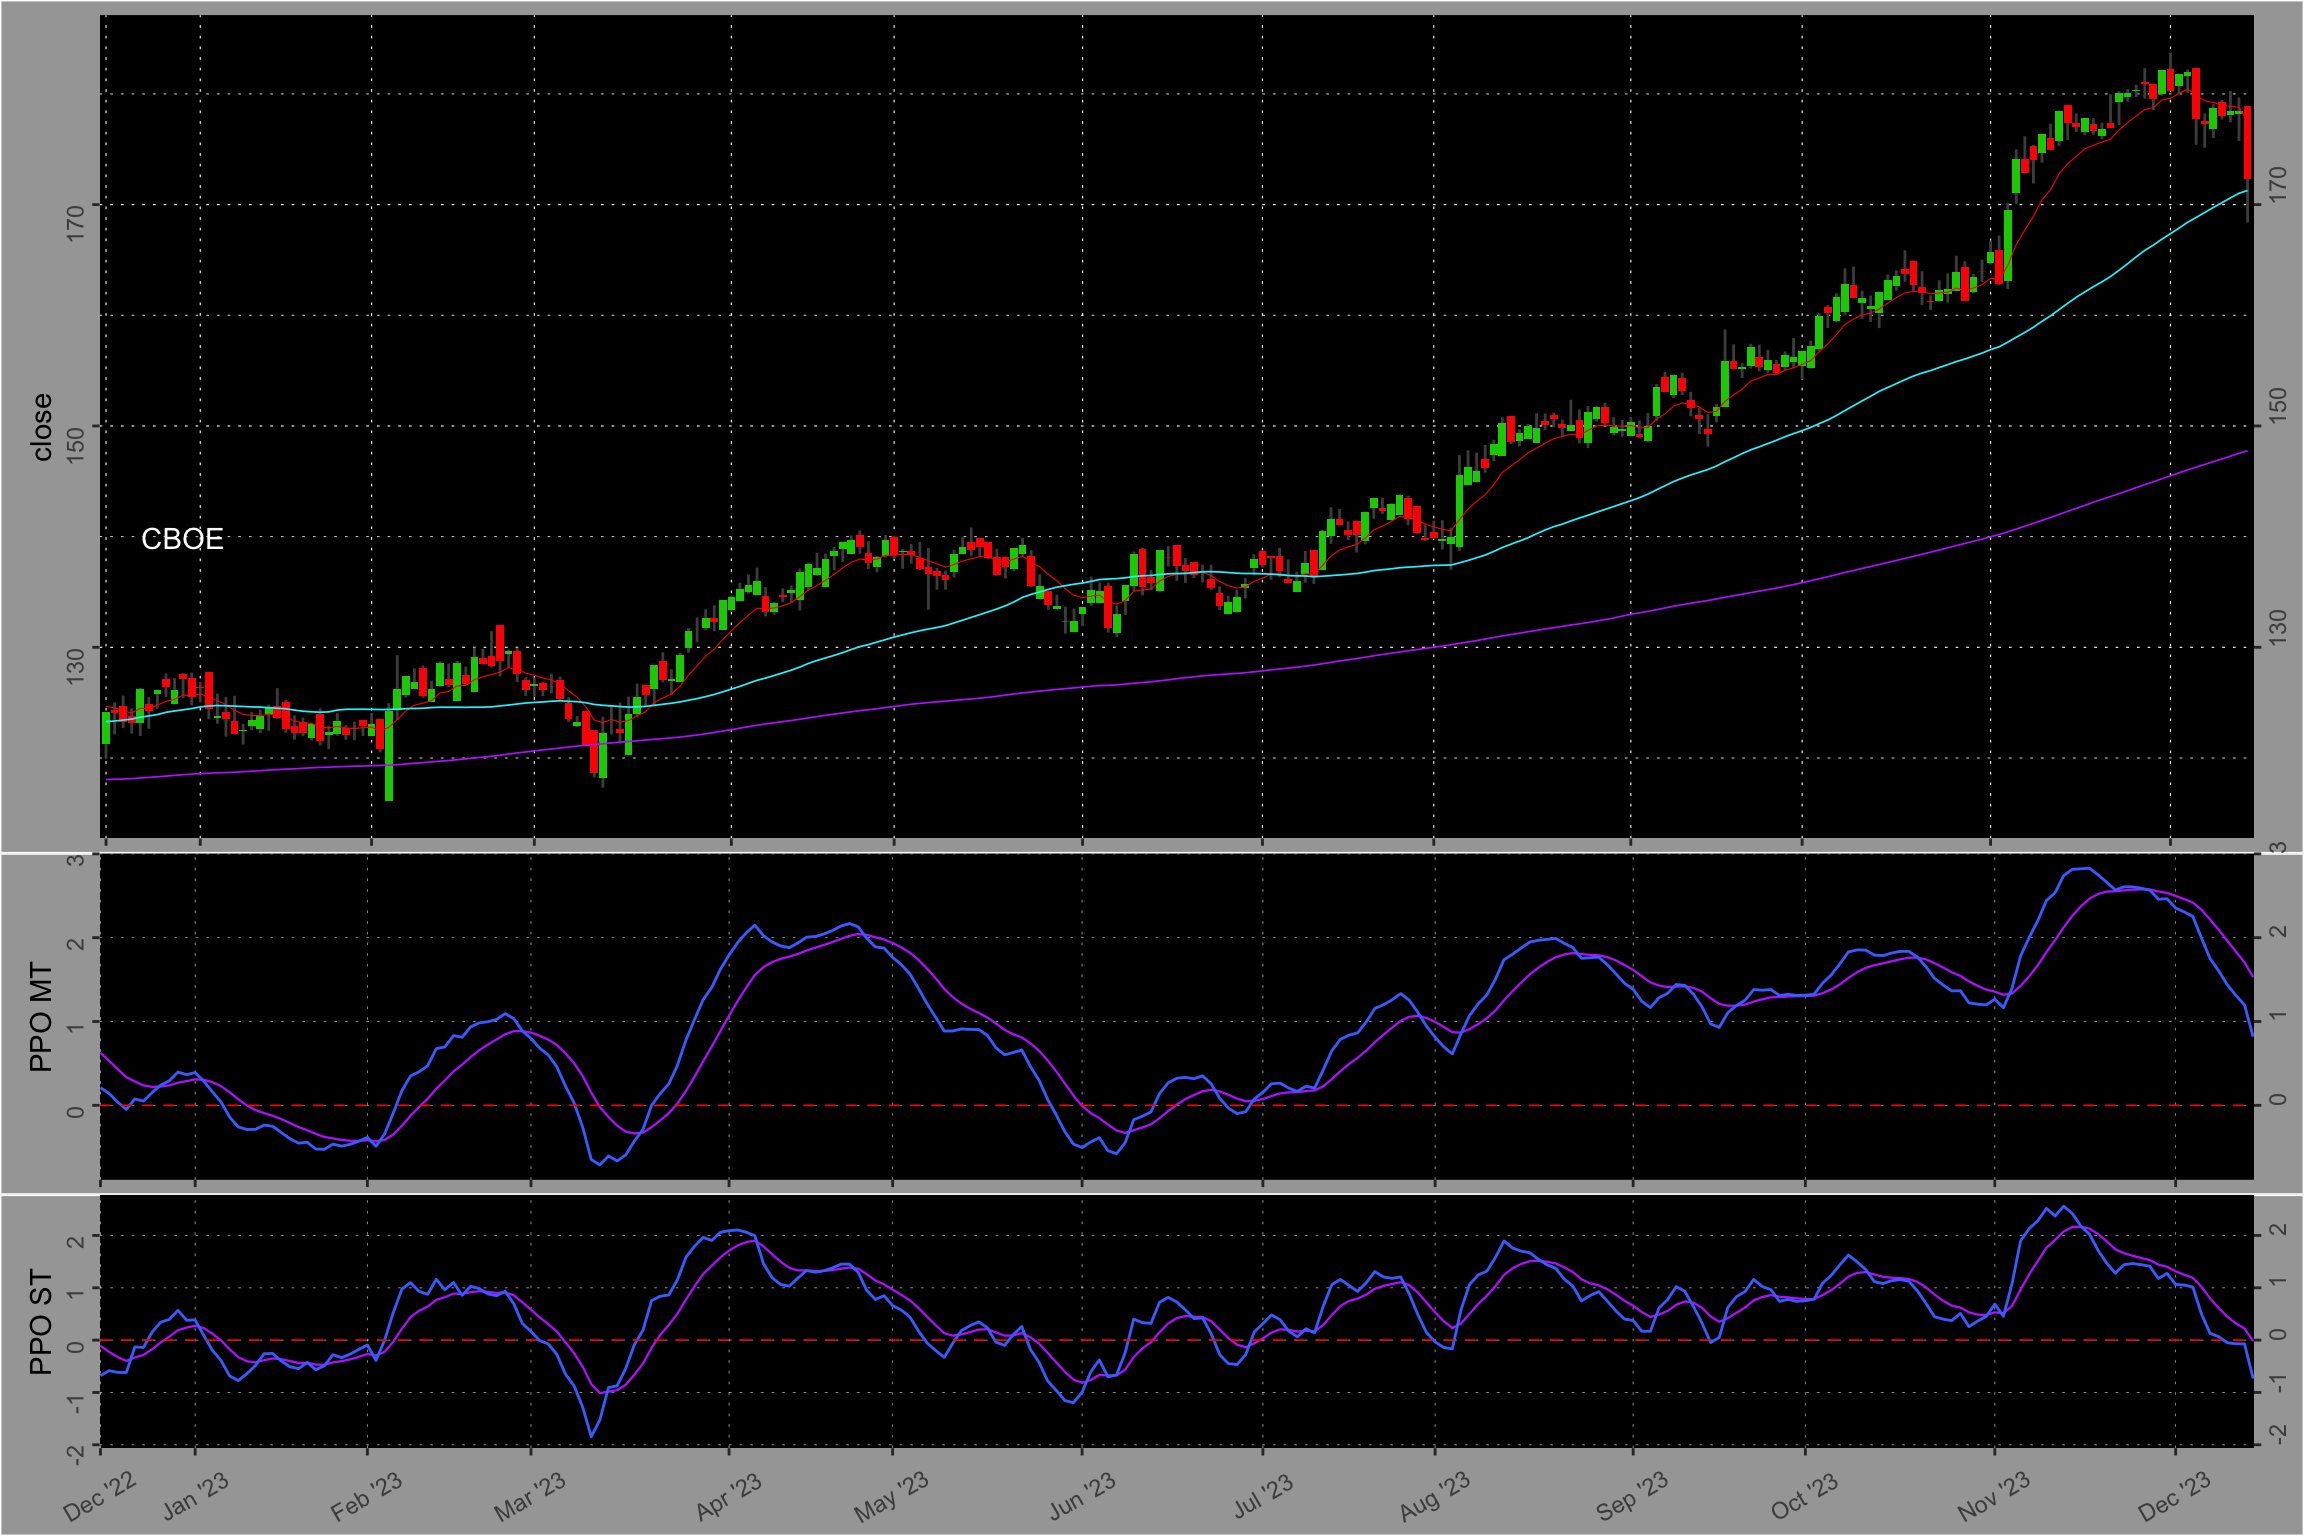 close
170
150
130
CBOE
170
150
130
PPO MT
3
2
1
0
3
2
1
0
PPO ST
2
1
0
-1
-2
2
1
0
-1
-2
Dec '22
Jan '23
Feb '23
Mar '23
Apr '23
May '23
Jun '23
Jul '23
Aug '23
Sep '23
Oct '23
Nov '23
Dec '23